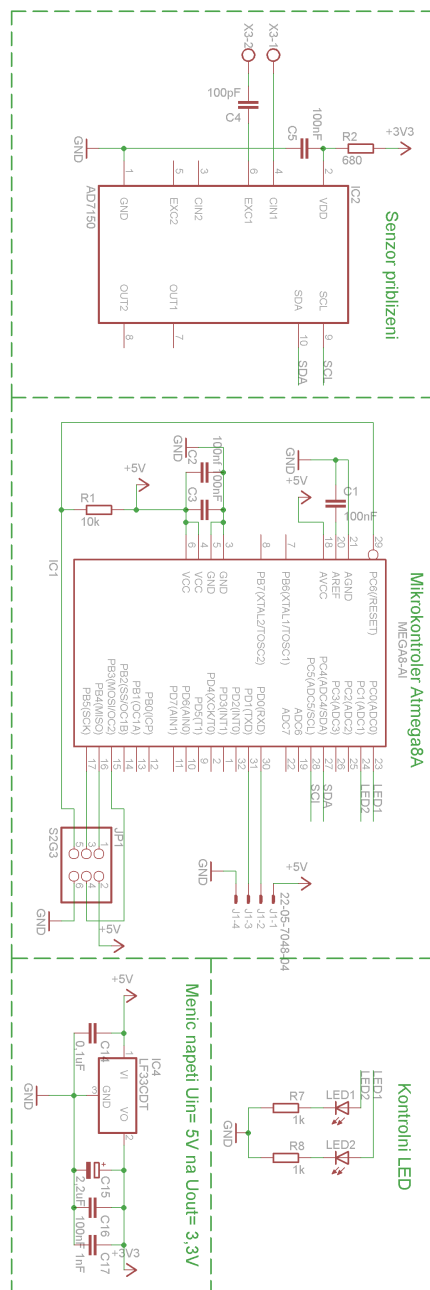 Senzor priblizeni
X3-2
X3-1
100pF
C4
100nF
C5
R2
680
+3V3
GND
IC2
AD7150
1
5
3
6
4
2
GND
EXC2
CIN2
EXC1
CIN1
VDD
OUT2
OUT1
SDA
SCL
8
7
10
9
SDA
SCL
Mikrokontroler Atmega8A
MEGA8-AI
IC1
R1
10k
+5V
GND
C2
100nf
C3
100nF
+5V
GND
C1
100nF
6
4
5
3
8
7
18
20
21
29
VCC
VCC
GND
GND
PB7(XTAL2/TOSC2)
PB6(XTAL1/TOSC1)
AVCC
AREF
AGND
PC6(/RESET)
PB5(SCK)
PB4(MISO)
PB3(MOSI/OC2)
PB2(SS/OC1B)
PB1(OC1A)
PB0(ICP)
PD7(AIN1)
PD6(AIN0)
PD5(T1)
PD4(XCK/T0)
PD3(INT1)
PD2(INT0)
PD1(TXD)
PD0(RXD)
ADC7
ADC6
PC5(ADC5/SCL)
PC4(ADC4/SDA)
PC3(ADC3)
PC2(ADC2)
PC1(ADC1)
PC0(ADC0)
17
16
15
14
13
12
11
10
9
2
1
32
31
30
22
19
28
27
26
25
24
23
SCL
SDA
LED2
LED1
JP1
S2G3
1
3
5
2
4
6
GND
+5V
+5V
GND
22-05-7048-04
J1-1
J1-2
J1-3
J1-4
Menic napeti Uin= 5V na Uout= 3,3V
+5V
IC4
LF33CDT
1
VI
GND
3
VO
2
C14
0,1uF
GND
C15
+
2,2uF
C16
100nF
C17
1nF
+3V3
Kontrolni LED
LED1
LED2
LED1
LED2
R7
1k
R8
1k
GND